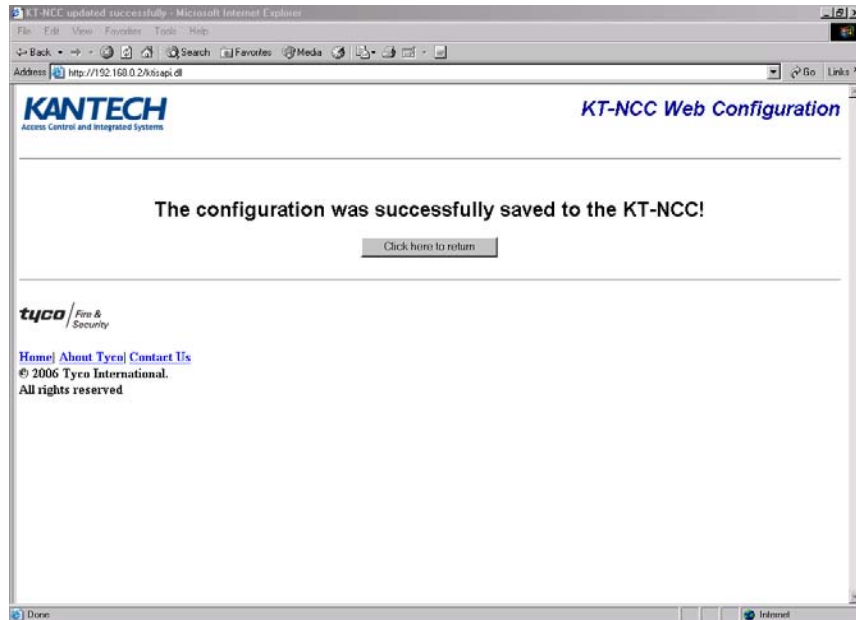 KT-NCC updated successfully - Microsoft Internet Explorer
File Edit View Favorites Tools Help
Back Search Favorites Media
Address http://192.168.0.2/ktisapi.dll Go Links
KANTECH
Access Control and Integrated Systems
KT-NCC Web Configuration
The configuration was successfully saved to the KT-NCC!
Click here to return
tyco / Fire &
Security
Home| About Tyco| Contact Us
© 2006 Tyco International.
All rights reserved
Done Internet